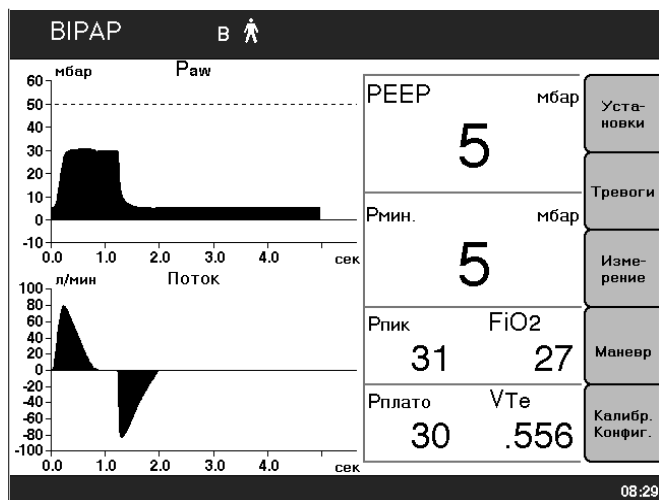 BIPAP В
мбар Paw
60
50
40
30
20
10
0
-10
0.0 1.0 2.0 3.0 4.0 сек
л/мин Поток
100
80
60
40
20
0
-20
-40
-60
-80
-100
0.0 1.0 2.0 3.0 4.0 сек
PEEP мбар
5
Рмин. мбар
5
Рпик FiO2
31 27
Рплато VTe
30 .556
Уста-
новки
Тревоги
Изме-
рение
Маневр
Калибр.
Конфиг.
08:29